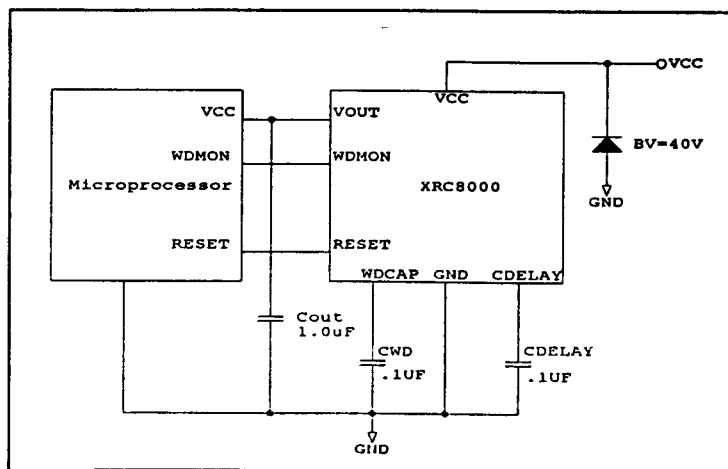 VCC
VCC
VCC
VOUT
WDMON
WDMON
BV=40V
Microprocessor
XRC8000
GND
RESET
RESET
WDCAP
GND
CDELAY
Cout
1.0uF
CWD
.1UF
CDELAY
.1UF
GND